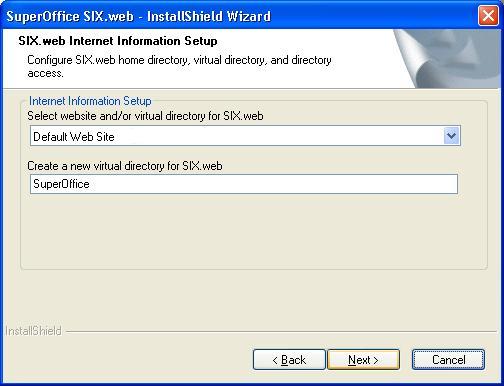 SuperOffice SIX.web - InstallShield Wizard
SIX.web Internet Information Setup
Configure SIX.web home directory, virtual directory, and directory
access.
Internet Information Setup
Select website and/or virtual directory for SIX.web
Default Web Site
Create a new virtual directory for SIX.web
SuperOffice
InstallShield
< Back
Next >
Cancel